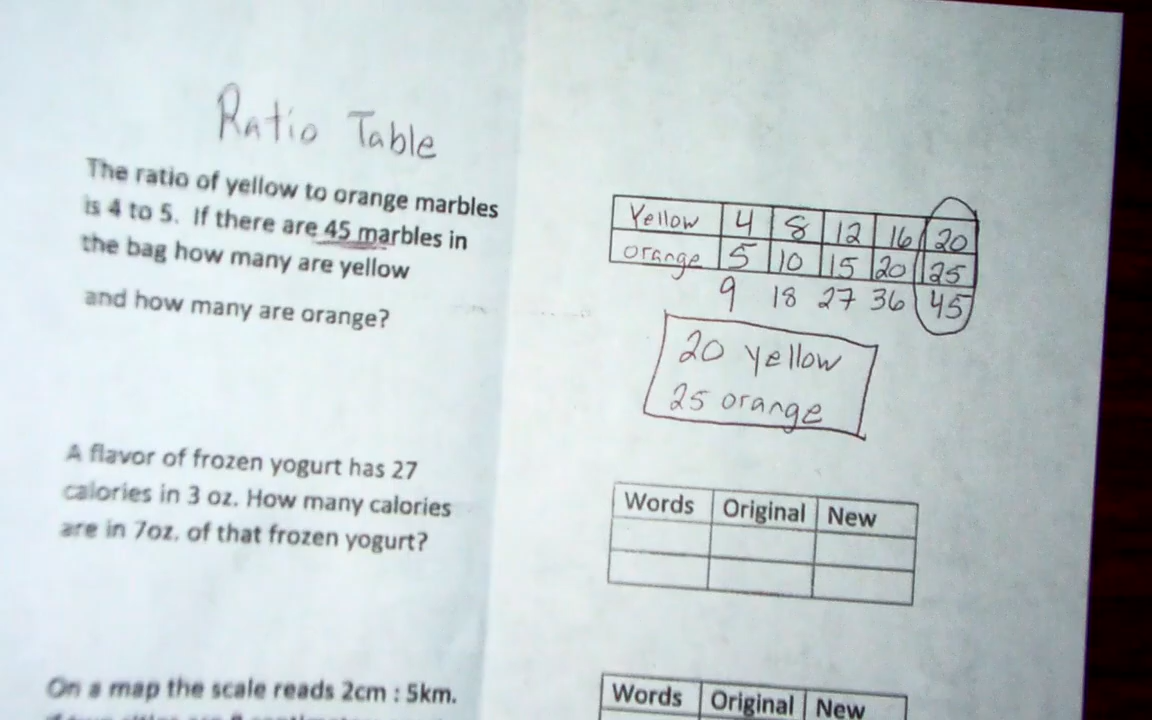 Ratio Table
The ratio of yellow to orange marbles
is 4 to 5. If there are 45 marbles in
the bag how many are yellow
and how many are orange?
Yellow 4 8 12 16 20
orange 5 10 15 20 25
9 18 27 36 45
20 yellow
25 orange
A flavor of frozen yogurt has 27
calories in 3 oz. How many calories
are in 7oz. of that frozen yogurt?
Words Original New
On a map the scale reads 2cm : 5km.
Words Original New